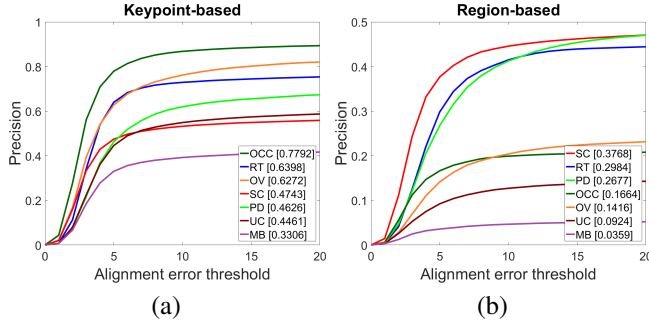 Keypoint-based
1
0.8
0.6
0.4
0.2
0
Precision
0 5 10 15 20
Alignment error threshold
OCC [0.7792]
RT [0.6398]
OV [0.6272]
SC [0.4743]
PD [0.4626]
UC [0.4461]
MB [0.3306]
(a)
Region-based
0.5
0.4
0.3
0.2
0.1
0
Precision
0 5 10 15 20
Alignment error threshold
SC [0.3768]
RT [0.2984]
PD [0.2677]
OCC [0.1664]
OV [0.1416]
UC [0.0924]
MB [0.0359]
(b)